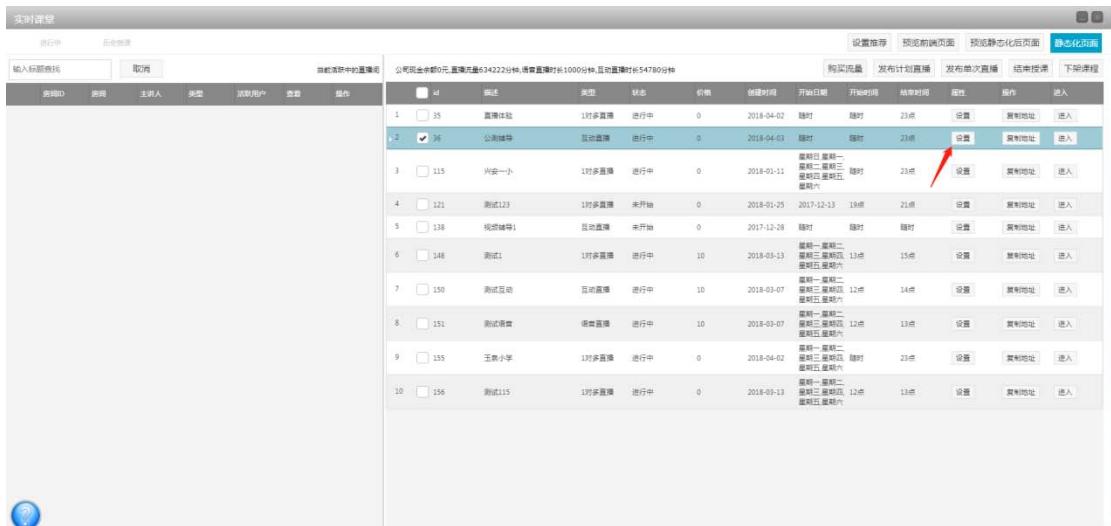 实时课堂
进行中 历史授课 设置推荐 预览前端页面 预览静态化后页面 静态化页面
输入标题查找 取消 当前活跃中的直播间 公司现金余额0元,直播流量634222分钟,语音直播时长1000分钟,互动直播时长54780分钟 购买流量 发布计划直播 发布单次直播 结束授课 下架课程
房间ID 房间 主讲人 类型 活跃用户 查看 操作 id 描述 类型 状态 价格 创建时间 开始日期 开始时间 结束时间 属性 操作 进入
1 35 直播体验 1对多直播 进行中 0 2018-04-02 随时 随时 23点 设置 复制地址 进入
2 36 公测辅导 互动直播 进行中 0 2018-04-03 随时 随时 23点 设置 复制地址 进入
星期日,星期一,
星期二,星期三,
3 115 兴安一小 1对多直播 进行中 0 2018-01-11 星期四,星期五, 随时 23点 设置 复制地址 进入
星期六
4 121 测试123 1对多直播 未开始 0 2018-01-25 2017-12-13 19点 21点 设置 复制地址 进入
5 138 视频辅导1 互动直播 未开始 0 2017-12-28 随时 随时 随时 设置 复制地址 进入
星期一,星期二,
6 148 测试1 1对多直播 进行中 10 2018-03-13 星期三,星期四, 13点 15点 设置 复制地址 进入
星期五,星期六
星期一,星期二,
7 150 测试互动 互动直播 进行中 10 2018-03-07 星期三,星期四, 12点 14点 设置 复制地址 进入
星期五,星期六
星期一,星期二,
8 151 测试语音 语音直播 进行中 10 2018-03-07 星期三,星期四, 12点 13点 设置 复制地址 进入
星期五,星期六
星期一,星期二,
9 155 玉泉小学 1对多直播 进行中 0 2018-04-02 星期三,星期四, 随时 23点 设置 复制地址 进入
星期五,星期六
星期一,星期二,
10 156 测试115 1对多直播 进行中 0 2018-03-13 星期三,星期四, 12点 13点 设置 复制地址 进入
星期五,星期六